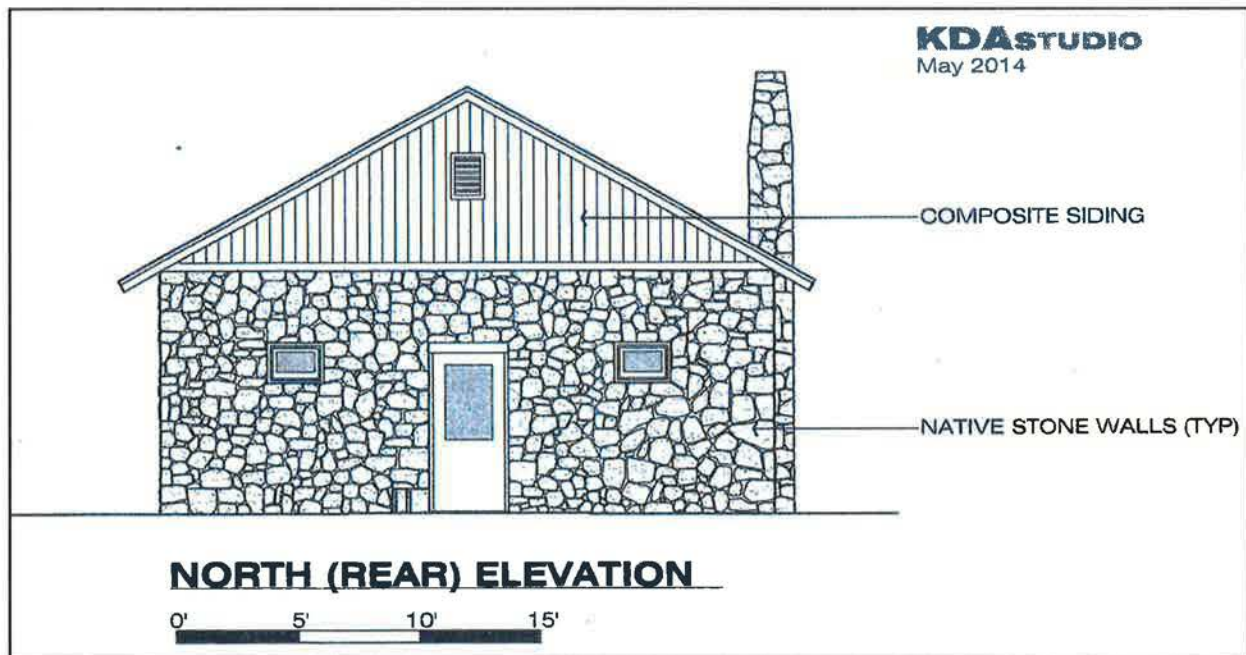 KDASTUDIO
May 2014
COMPOSITE SIDING
NATIVE STONE WALLS (TYP)
NORTH (REAR) ELEVATION
0' 5' 10' 15'